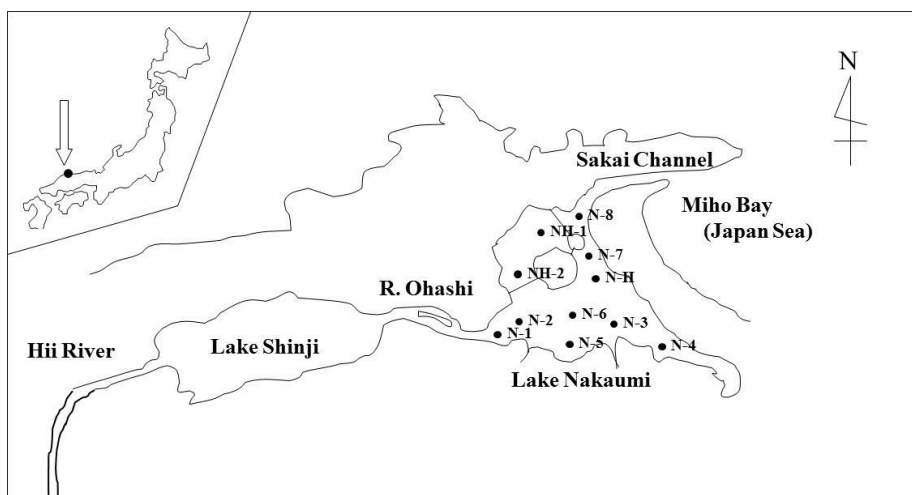 N
Sakai Channel
Miho Bay
(Japan Sea)
N-8
NH-1
N-7
NH-2
N-H
R. Ohashi
N-6
N-2
N-3
N-1
N-5
N-4
Hii River
Lake Shinji
Lake Nakaumi